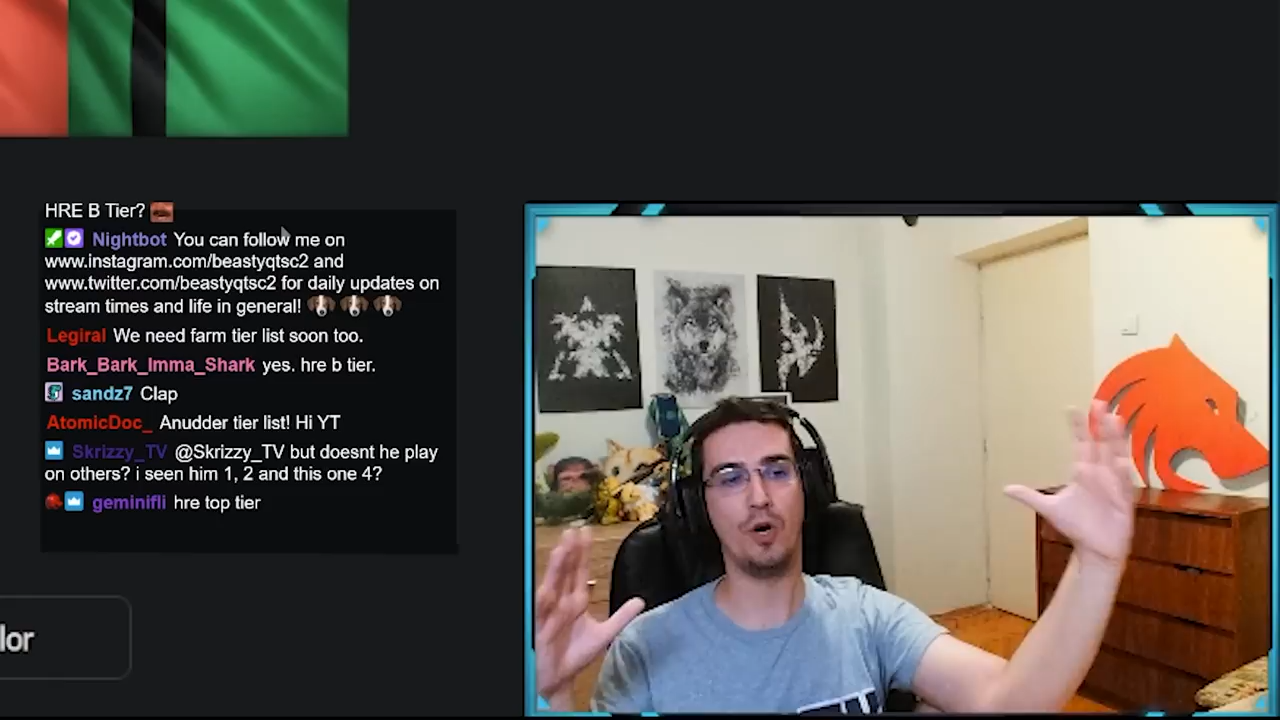 HRE B Tier?
Nightbot You can follow me on
www.instagram.com/beastyqtsc2 and
www.twitter.com/beastyqtsc2 for daily updates on
stream times and life in general!
Legiral We need farm tier list soon too.
Bark_Bark_Imma_Shark yes. hre b tier.
sandz7 Clap
AtomicDoc_ Anudder tier list! Hi YT
Skrizzy_TV @Skrizzy_TV but doesnt he play
on others? i seen him 1, 2 and this one 4?
geminifli hre top tier
lor